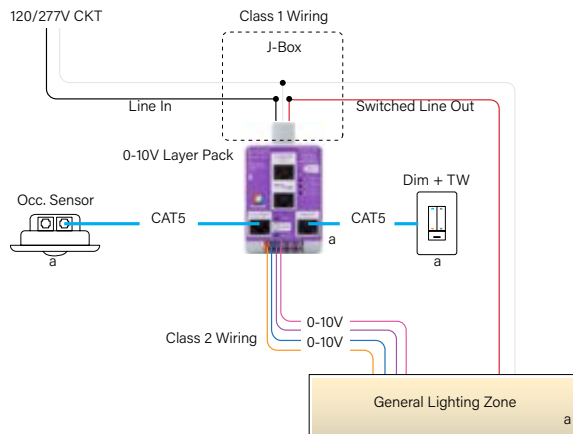 120/277V CKT
Class 1 Wiring
J-Box
Line In
Switched Line Out
0-10V Layer Pack
Dim + TW
Occ. Sensor
CAT5
CAT5
a
a
a
0-10V
Class 2 Wiring
0-10V
General Lighting Zone
a